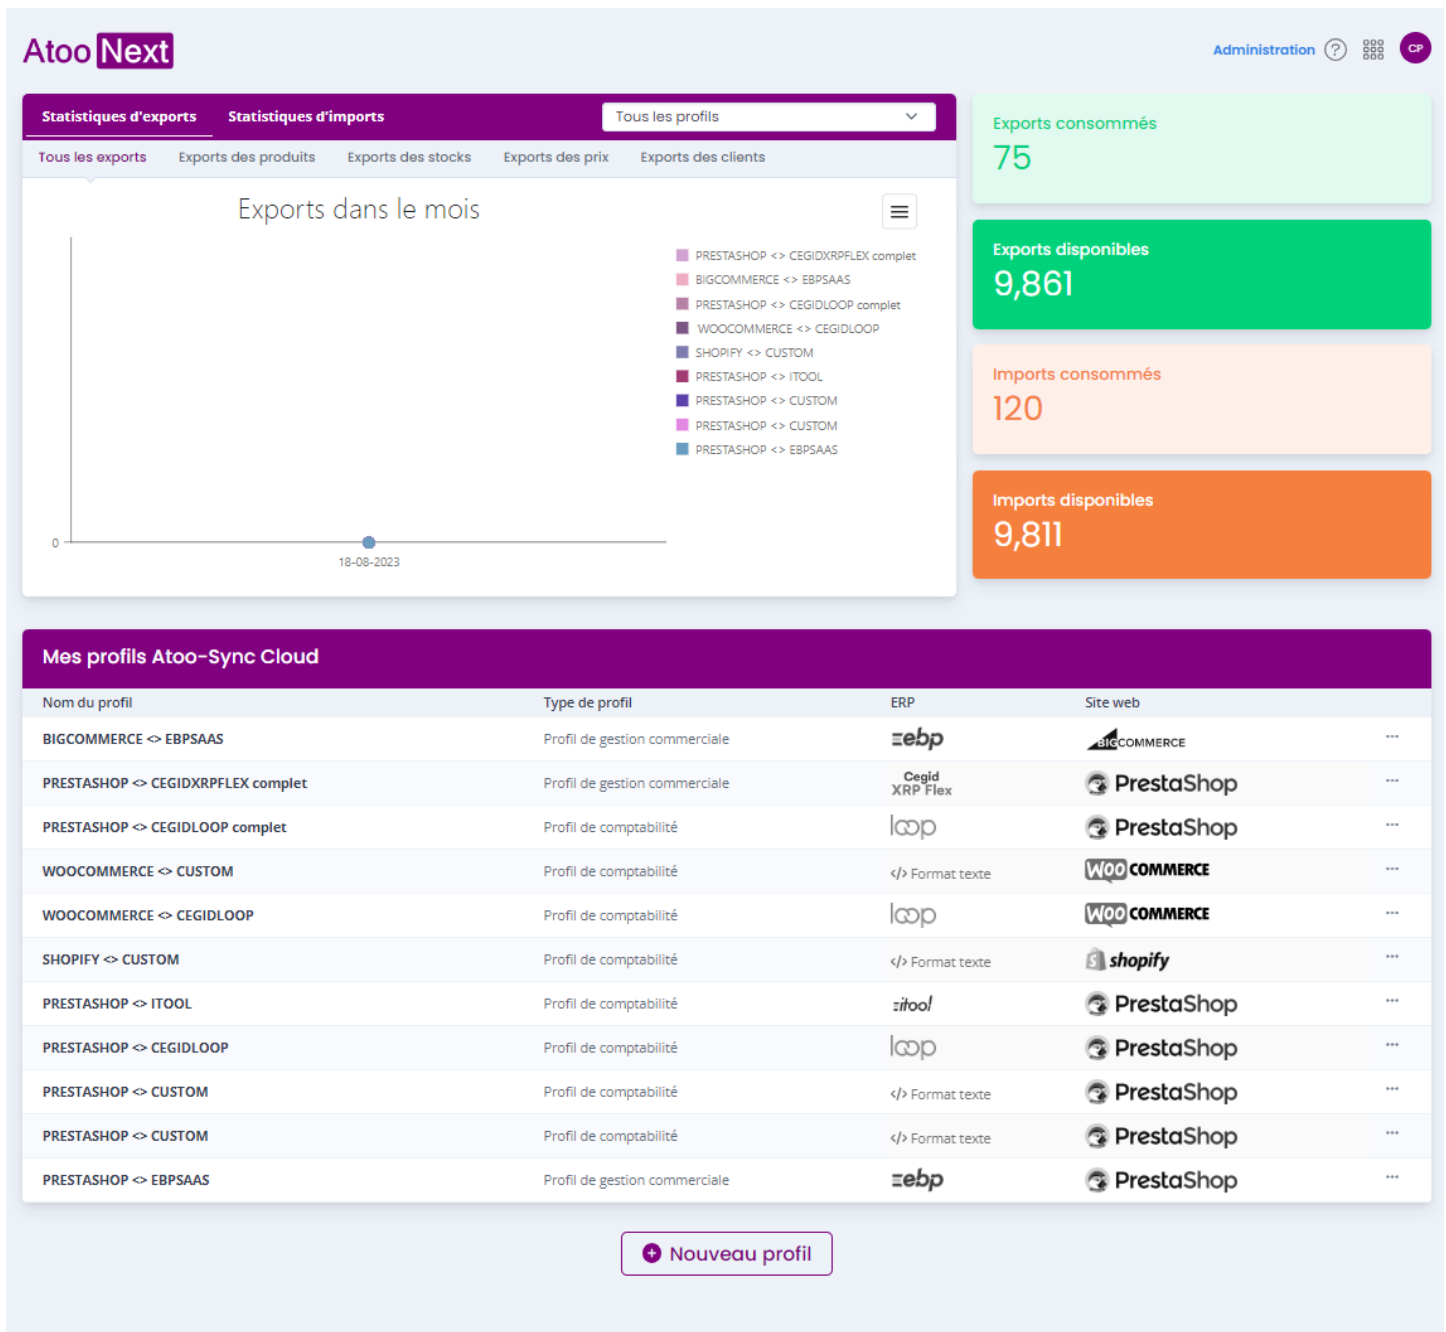 Atoo Next
Administration ? CP
Statistiques d'exports Statistiques d'imports Tous les profils
Tous les exports Exports des produits Exports des stocks Exports des prix Exports des clients
Exports dans le mois
PRESTASHOP <> CEGIDXRPFLEX complet
BIGCOMMERCE <> EBPSAAS
PRESTASHOP <> CEGIDLOOP complet
WOOCOMMERCE <> CEGIDLOOP
SHOPIFY <> CUSTOM
PRESTASHOP <> ITOOL
PRESTASHOP <> CUSTOM
PRESTASHOP <> CUSTOM
PRESTASHOP <> EBPSAAS
0
18-08-2023
Exports consommés
75
Exports disponibles
9,861
Imports consommés
120
Imports disponibles
9,811
Mes profils Atoo-Sync Cloud
Nom du profil Type de profil ERP Site web
BIGCOMMERCE <> EBPSAAS Profil de gestion commerciale ebp BIGCOMMERCE ...
PRESTASHOP <> CEGIDXRPFLEX complet Profil de gestion commerciale Cegid XRP Flex PrestaShop ...
PRESTASHOP <> CEGIDLOOP complet Profil de comptabilité loop PrestaShop ...
WOOCOMMERCE <> CUSTOM Profil de comptabilité </> Format texte WOO COMMERCE ...
WOOCOMMERCE <> CEGIDLOOP Profil de comptabilité loop WOO COMMERCE ...
SHOPIFY <> CUSTOM Profil de comptabilité </> Format texte shopify ...
PRESTASHOP <> ITOOL Profil de comptabilité itool PrestaShop ...
PRESTASHOP <> CEGIDLOOP Profil de comptabilité loop PrestaShop ...
PRESTASHOP <> CUSTOM Profil de comptabilité </> Format texte PrestaShop ...
PRESTASHOP <> CUSTOM Profil de comptabilité </> Format texte PrestaShop ...
PRESTASHOP <> EBPSAAS Profil de gestion commerciale ebp PrestaShop ...
Nouveau profil